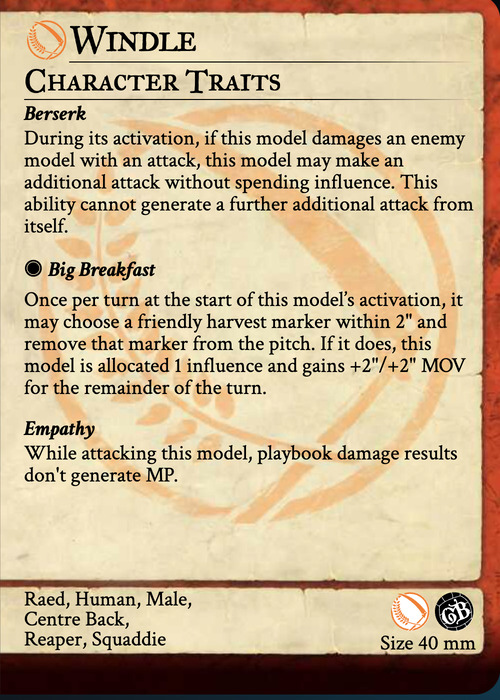 Windle
Character Traits
Berserk
During its activation, if this model damages an enemy
model with an attack, this model may make an
additional attack without spending influence. This
ability cannot generate a further additional attack from
itself.
Big Breakfast
Once per turn at the start of this model’s activation, it
may choose a friendly harvest marker within 2" and
remove that marker from the pitch. If it does, this
model is allocated 1 influence and gains +2"/+2" MOV
for the remainder of the turn.
Empathy
While attacking this model, playbook damage results
don't generate MP.
Raed, Human, Male,
Centre Back,
Reaper, Squaddie
GB
Size 40 mm